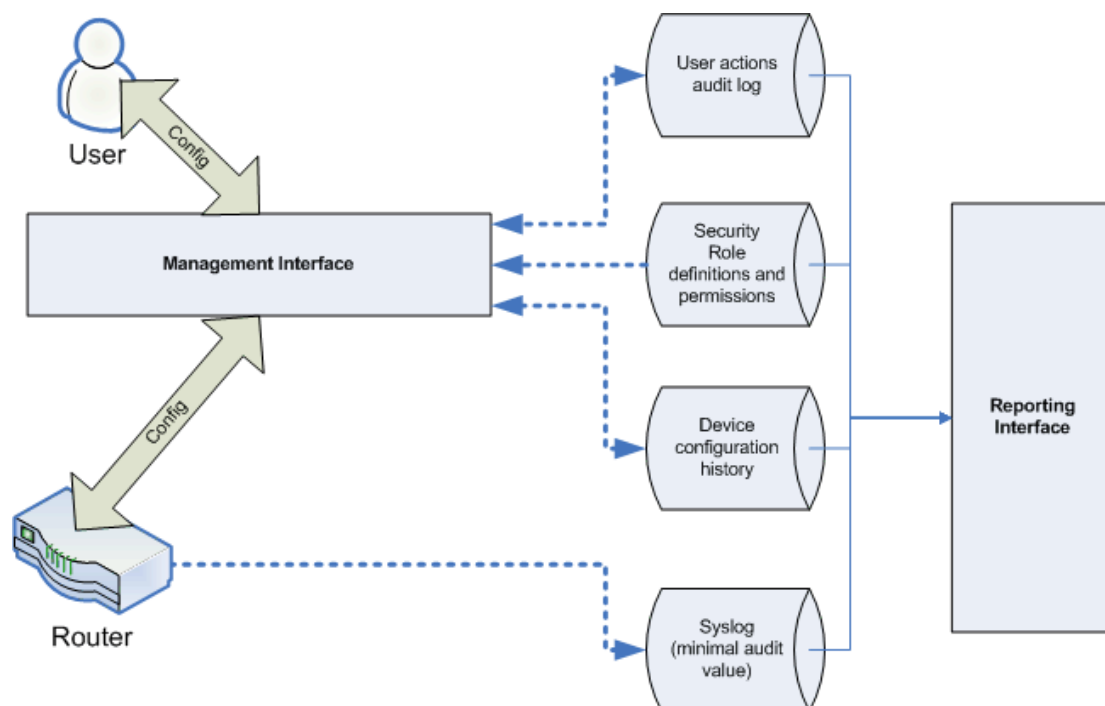 User
Config
Management Interface
Config
Router
User actions
audit log
Security
Role
definitions and
permissions
Device
configuration
history
Syslog
(minimal audit
value)
Reporting
Interface